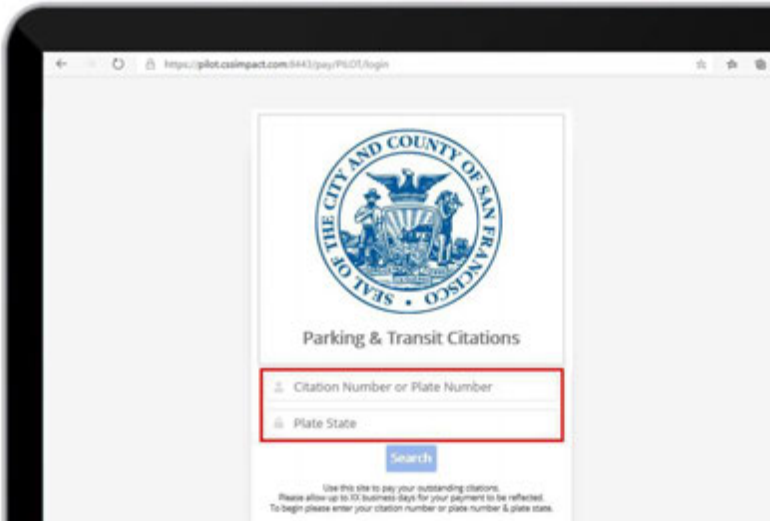 https://pilot.cssimpact.com:8443/pay/PILOT/login
SEAL OF THE CITY AND COUNTY OF SAN FRANCISCO
Parking & Transit Citations
Citation Number or Plate Number
Plate State
Search
Use this site to pay your outstanding citations.
Please allow up to XX business days for your payment to be reflected.
To begin please enter your citation number or plate number & plate state.